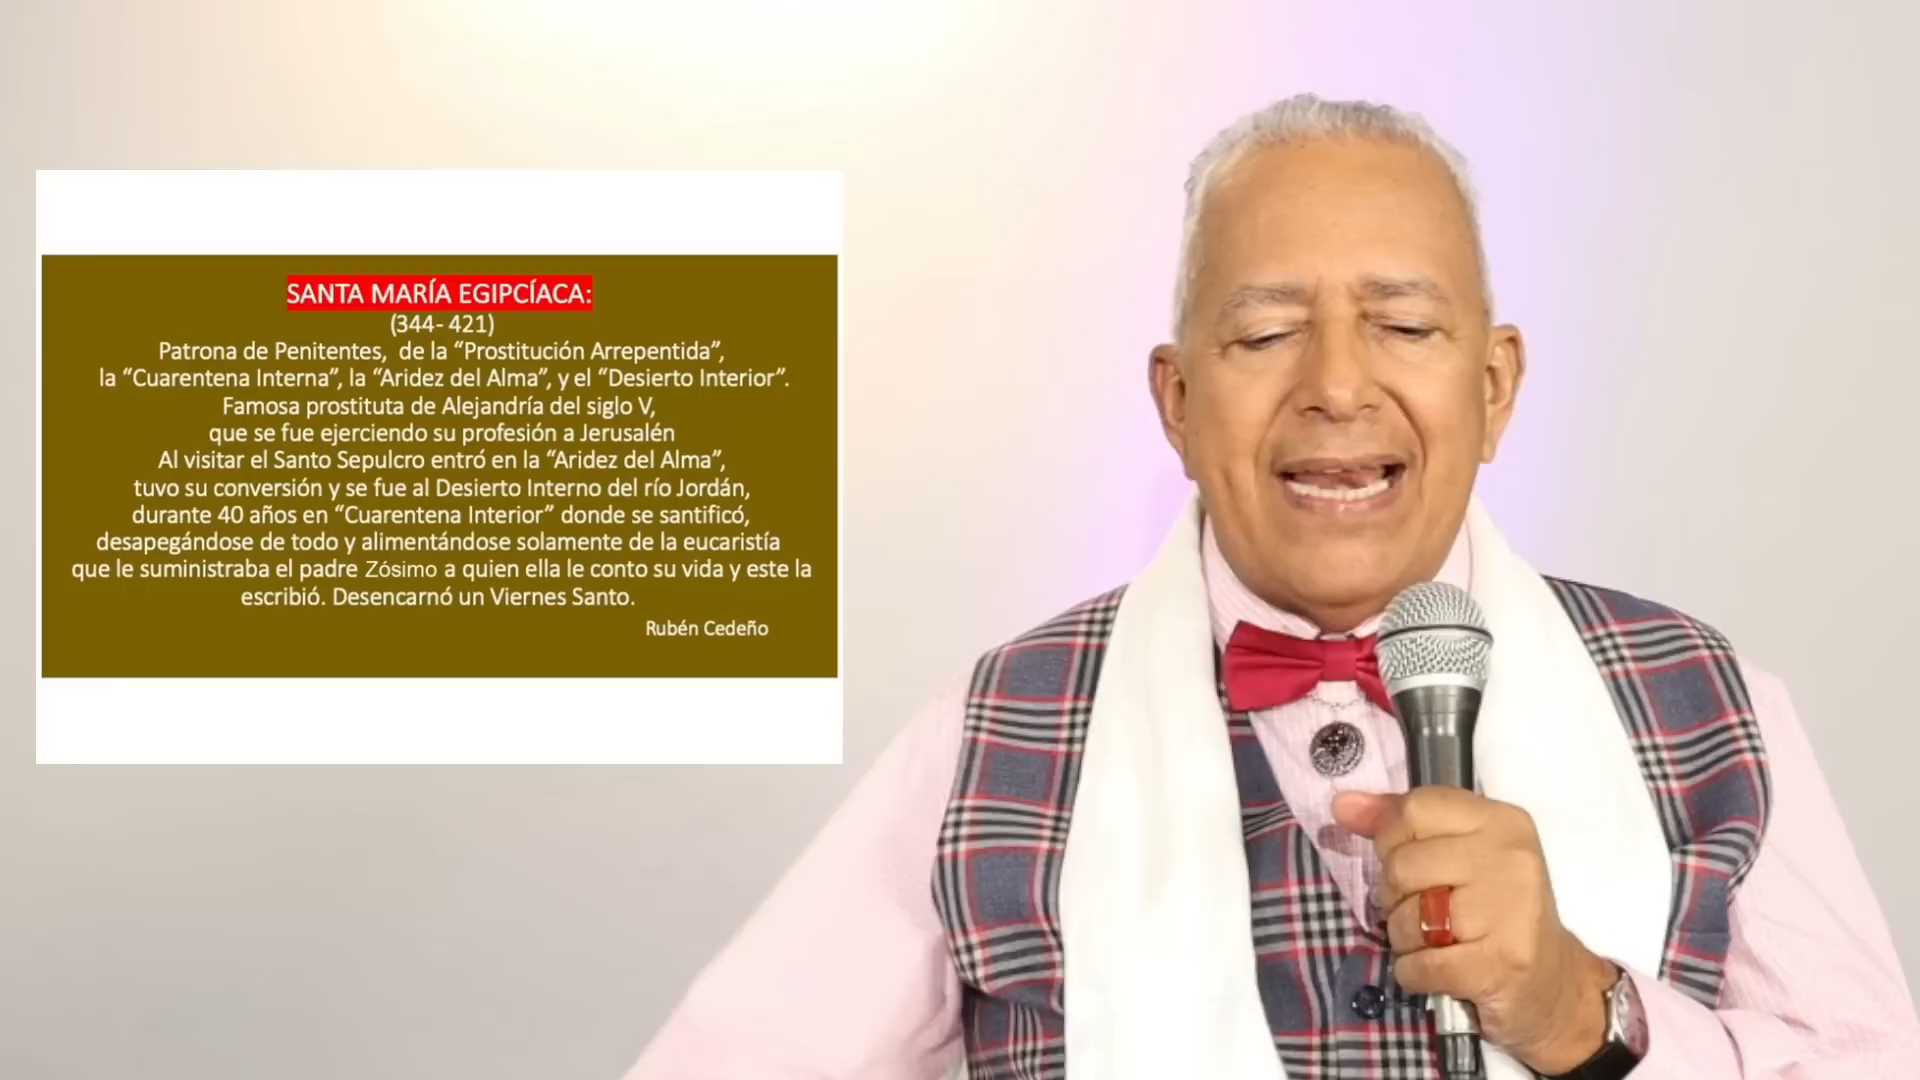 SANTA MARÍA EGIPCÍACA:
(344- 421)
Patrona de Penitentes, de la “Prostitución Arrepentida”,
la “Cuarentena Interna”, la “Aridez del Alma”, y el “Desierto Interior”.
Famosa prostituta de Alejandría del siglo V,
que se fue ejerciendo su profesión a Jerusalén
Al visitar el Santo Sepulcro entró en la “Aridez del Alma”,
tuvo su conversión y se fue al Desierto Interno del río Jordán,
durante 40 años en “Cuarentena Interior” donde se santificó,
desapegándose de todo y alimentándose solamente de la eucaristía
que le suministraba el padre Zósimo a quien ella le conto su vida y este la
escribió. Desencarnó un Viernes Santo.
Rubén Cedeño